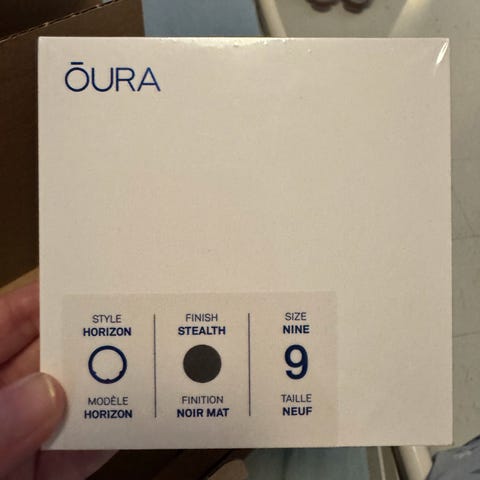 ŌURA
STYLE
HORIZON
MODÈLE
HORIZON
FINISH
STEALTH
FINITION
NOIR MAT
SIZE
NINE
9
TAILLE
NEUF